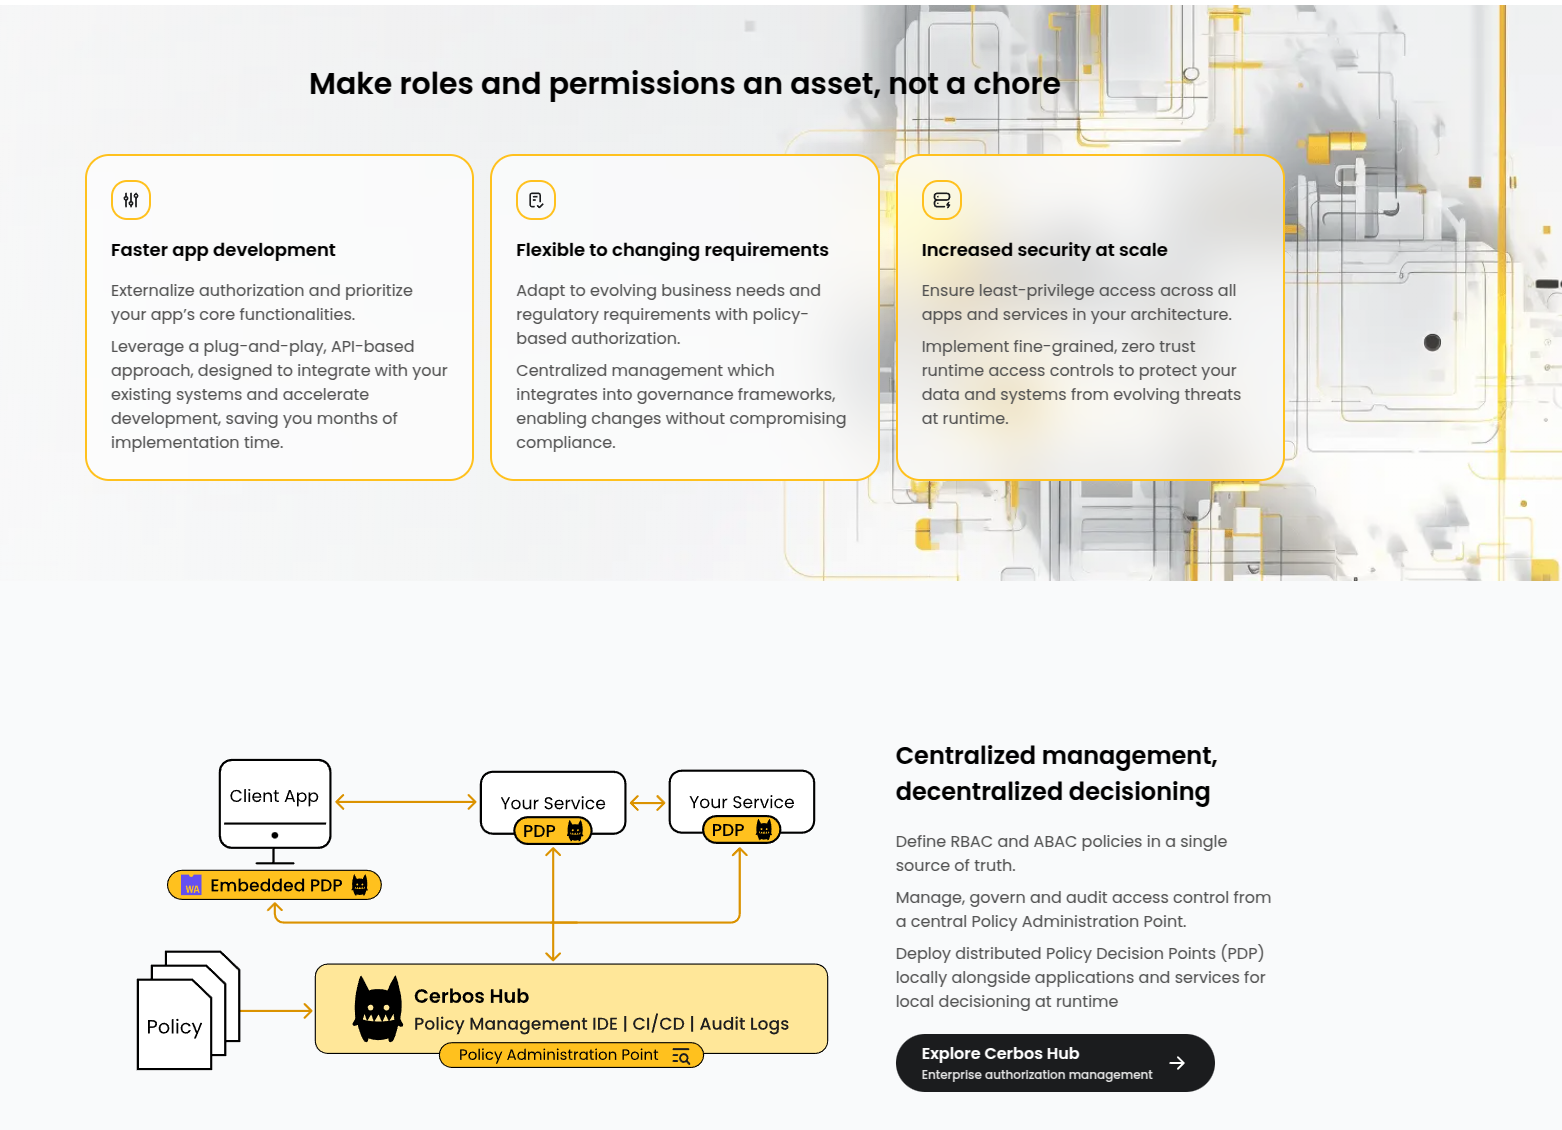 Make roles and permissions an asset, not a chore
Faster app development
Externalize authorization and prioritize
your app’s core functionalities.
Leverage a plug-and-play, API-based
approach, designed to integrate with your
existing systems and accelerate
development, saving you months of
implementation time.
Flexible to changing requirements
Adapt to evolving business needs and
regulatory requirements with policy-
based authorization.
Centralized management which
integrates into governance frameworks,
enabling changes without compromising
compliance.
Increased security at scale
Ensure least-privilege access across all
apps and services in your architecture.
Implement fine-grained, zero trust
runtime access controls to protect your
data and systems from evolving threats
at runtime.
Client App
Your Service
PDP
Your Service
PDP
WA
Embedded PDP
Policy
Cerbos Hub
Policy Management IDE | CI/CD | Audit Logs
Policy Administration Point
Centralized management,
decentralized decisioning
Define RBAC and ABAC policies in a single
source of truth.
Manage, govern and audit access control from
a central Policy Administration Point.
Deploy distributed Policy Decision Points (PDP)
locally alongside applications and services for
local decisioning at runtime
Explore Cerbos Hub
Enterprise authorization management